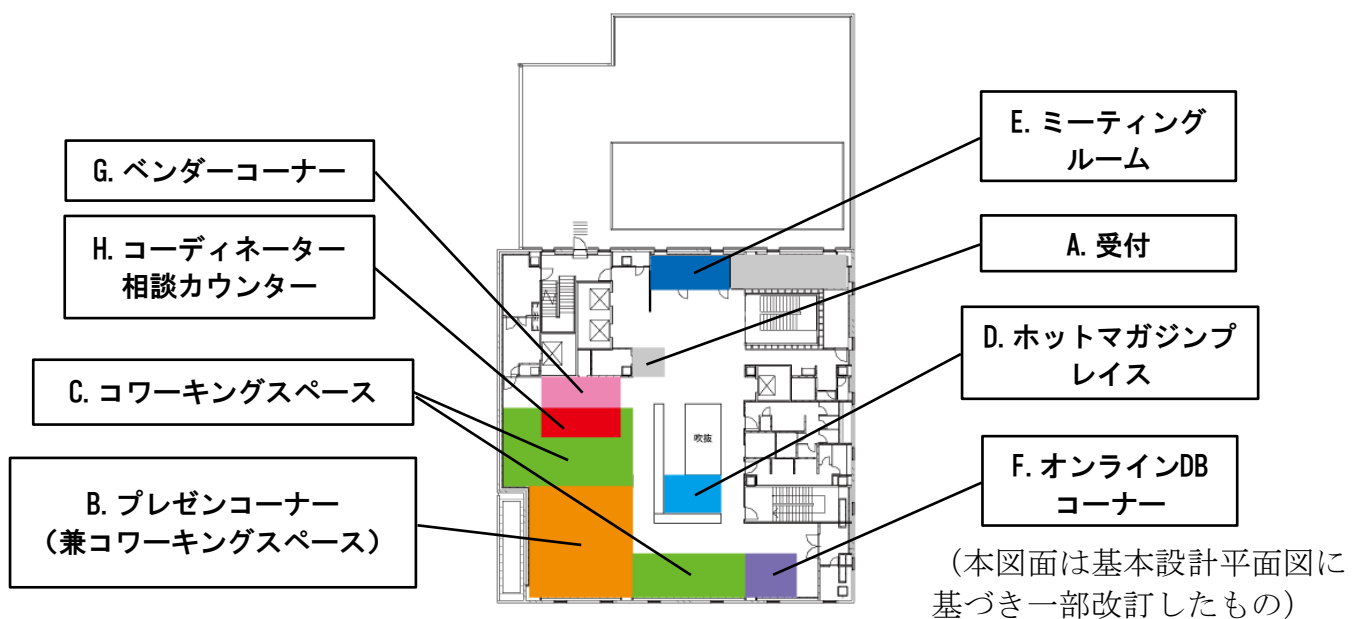 G. ベンダーコーナー
H. コーディネーター
相談カウンター
C. コワーキングスペース
B. プレゼンコーナー
（兼コワーキングスペース）
吹抜
E. ミーティング
ルーム
A. 受付
D. ホットマガジンプ
レイス
F. オンラインDB
コーナー
（本図面は基本設計平面図に
基づき一部改訂したもの）